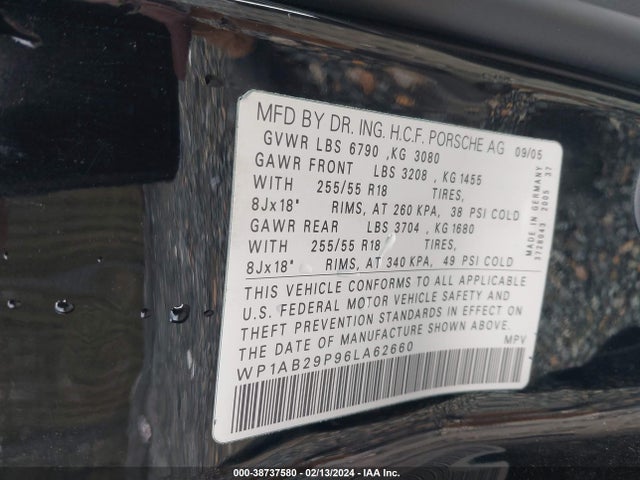 MFD BY DR. ING. H.C.F. PORSCHE AG 09/05
GVWR LBS 6790 ,KG 3080
GAWR FRONT LBS 3208 , KG 1455
WITH 255/55 R18 TIRES,
8Jx18" RIMS, AT 260 KPA, 38 PSI COLD
GAWR REAR LBS 3704 , KG 1680
WITH 255/55 R18 TIRES,
8Jx18" RIMS, AT 340 KPA, 49 PSI COLD
THIS VEHICLE CONFORMS TO ALL APPLICABLE
U.S. FEDERAL MOTOR VEHICLE SAFETY AND
THEFT PREVENTION STANDARDS IN EFFECT ON
THE DATE OF MANUFACTURE SHOWN ABOVE.
WP1AB29P96LA62660 MPV
MADE IN GERMANY
3728043 2005 37
000-38737580 - 02/13/2024 - IAA Inc.